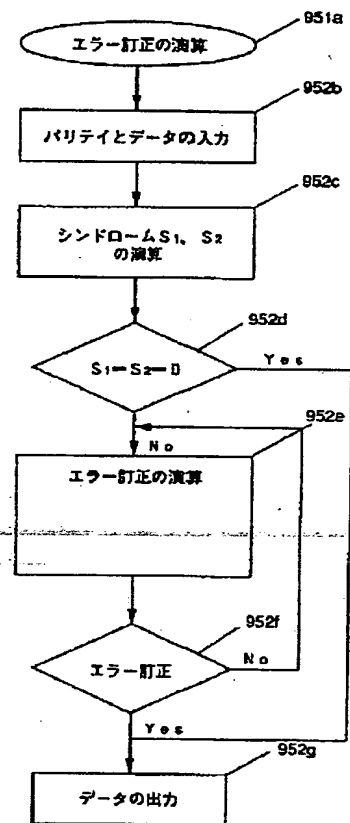 951a
エラー訂正の演算
952b
パリテイとデータの入力
952c
シンドロームS₁、S₂
の演算
952d
S₁=S₂=0
Yes
952e
No
エラー訂正の演算
952f
エラー訂正
No
Yes
952g
データの出力